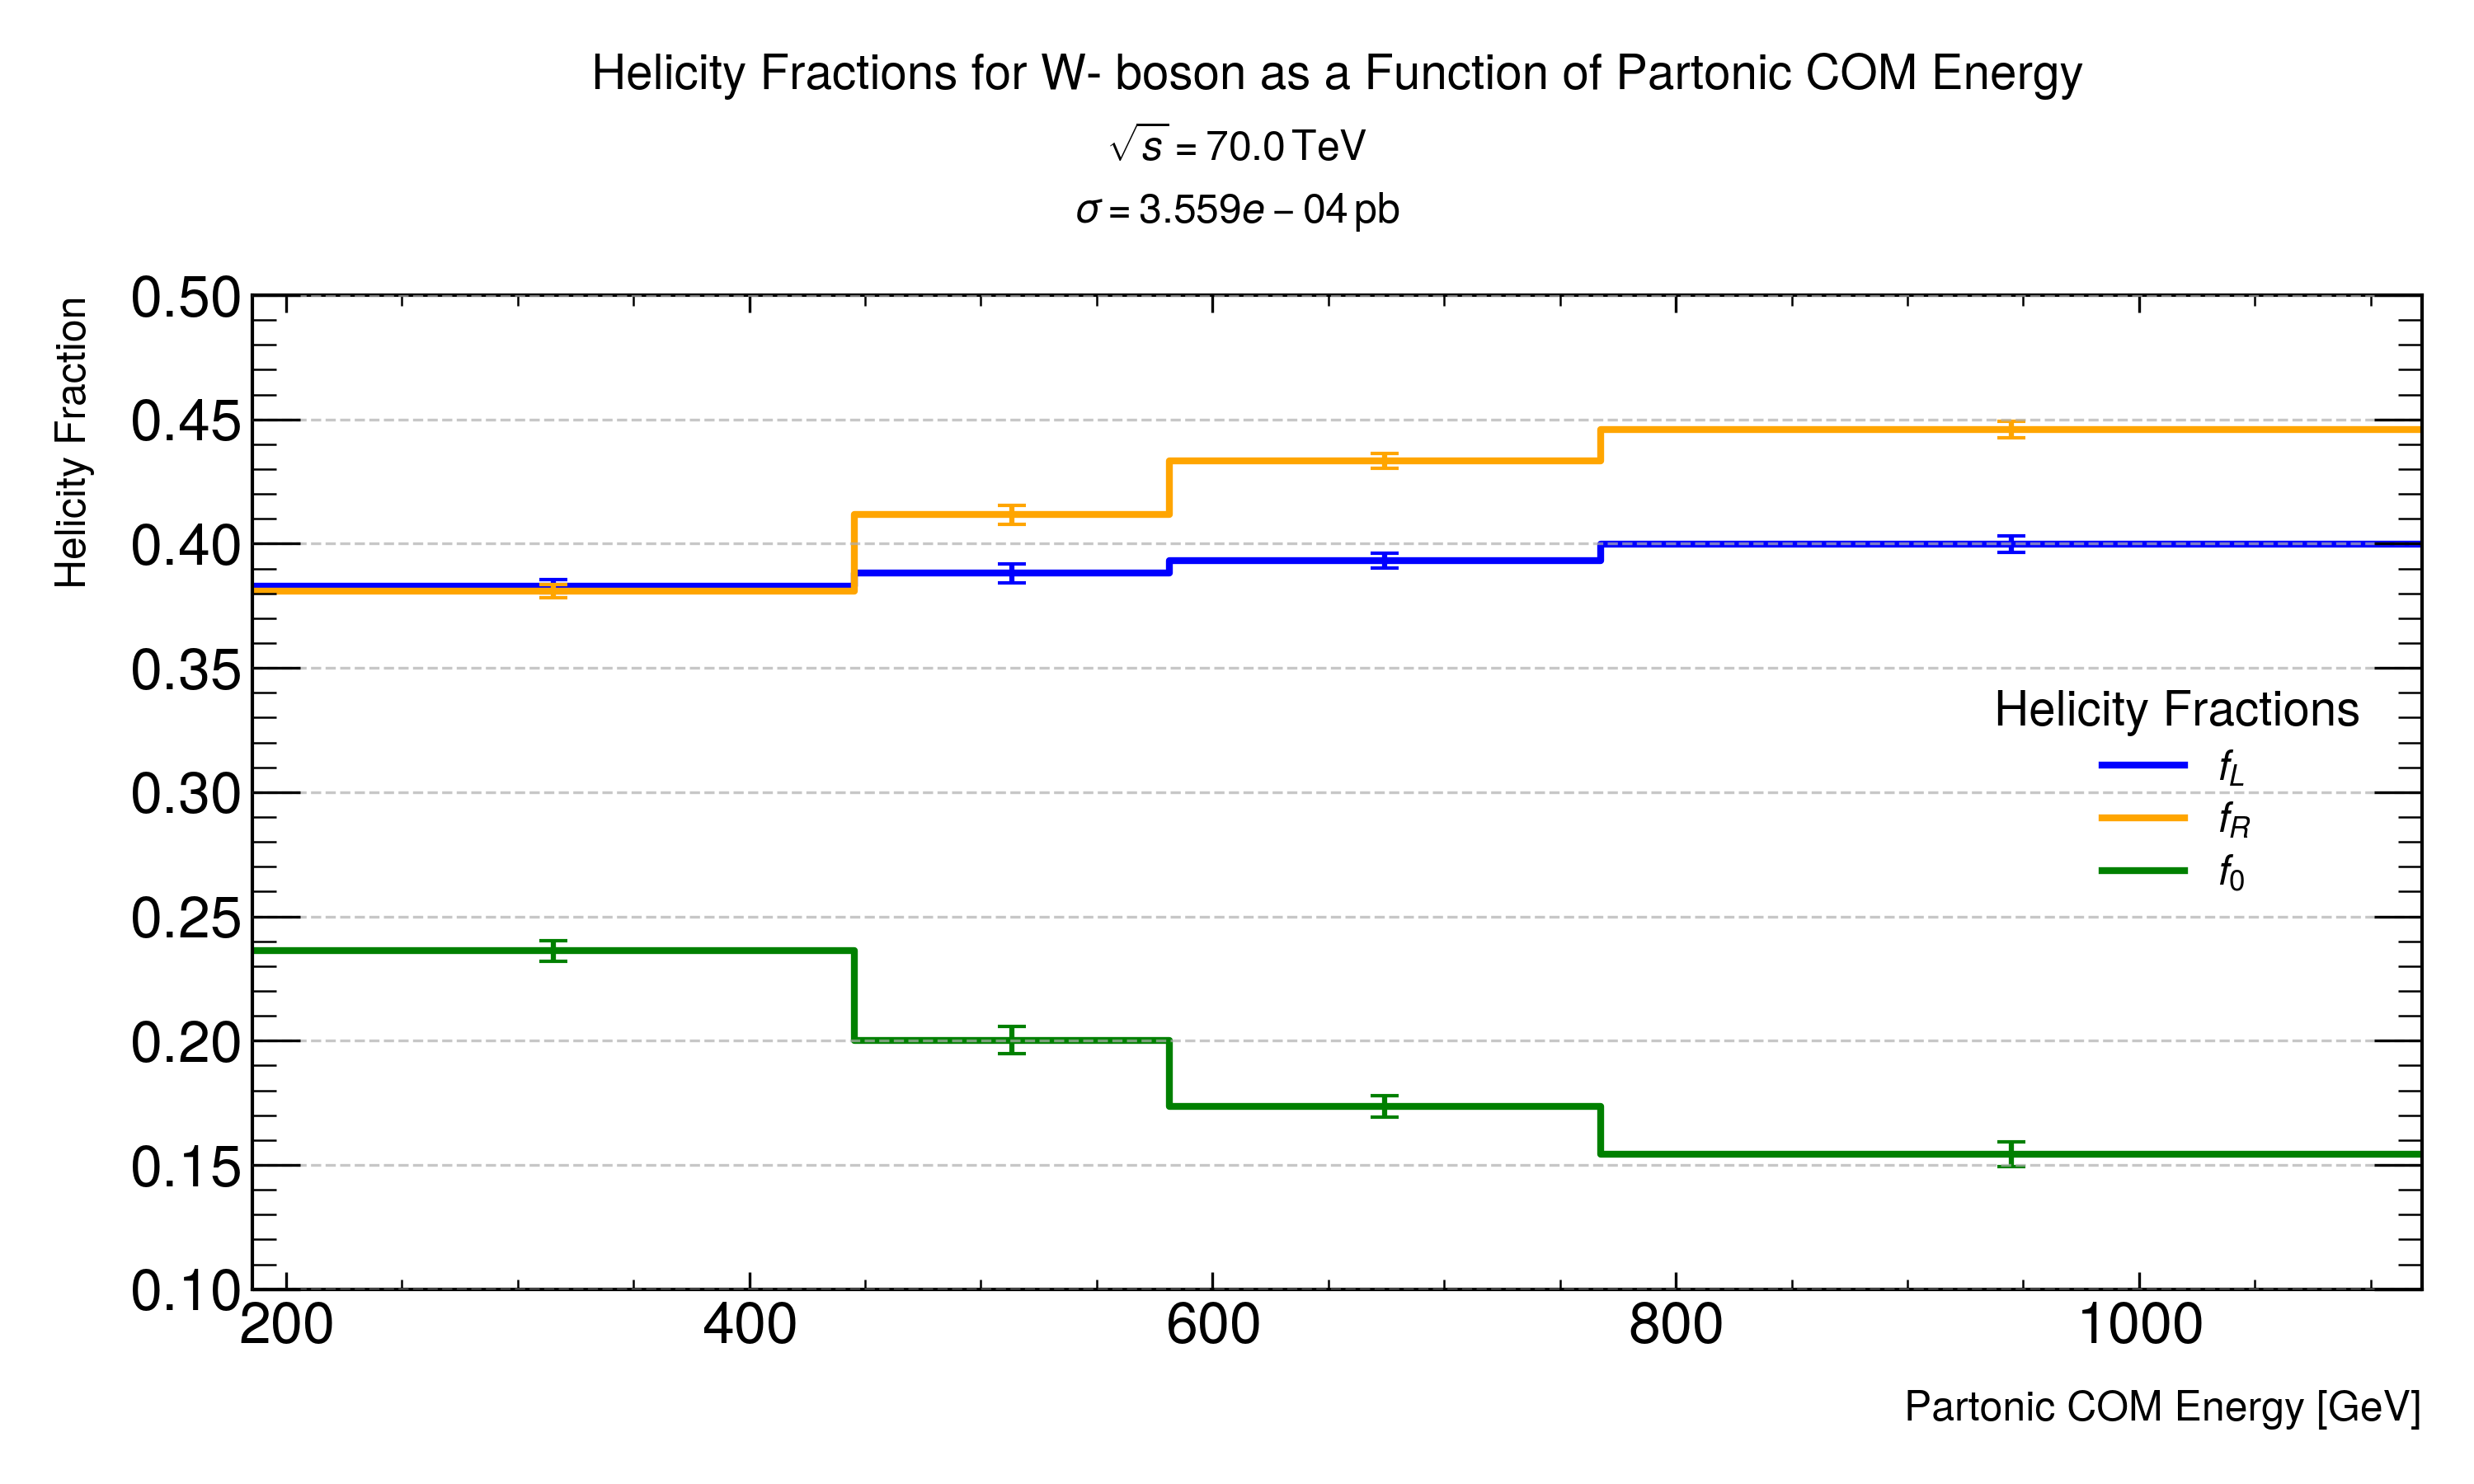 Helicity Fractions for W- boson as a Function of Partonic COM Energy
√s = 70.0 TeV
σ = 3.559e − 04 pb
Helicity Fraction
0.50
0.45
0.40
0.35
0.30
0.25
0.20
0.15
0.10
Helicity Fractions
f_L
f_R
f_0
200 400 600 800 1000
Partonic COM Energy [GeV]